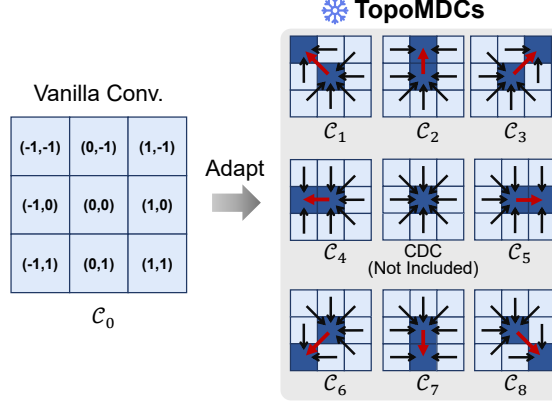 TopoMDCs
Vanilla Conv.
(-1,-1) (0,-1) (1,-1)
(-1,0) (0,0) (1,0)
(-1,1) (0,1) (1,1)
C₀
Adapt
C₁ C₂ C₃
C₄ CDC C₅
(Not Included)
C₆ C₇ C₈